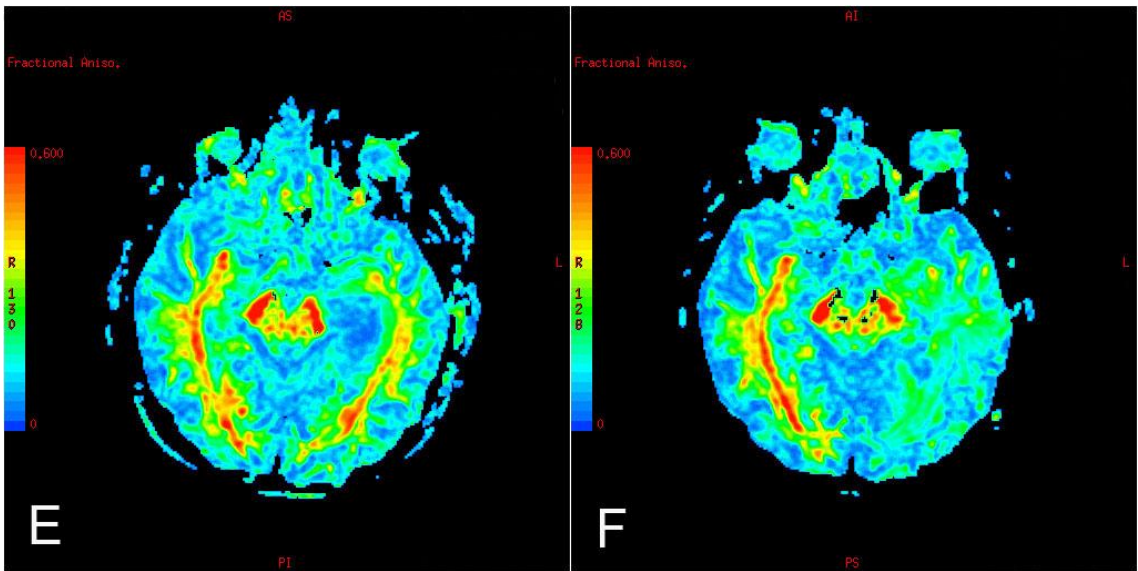 AS
Fractional Aniso.
0.600
R
130
L
0
E
PI
AI
Fractional Aniso.
0.600
R
128
L
0
F
PS